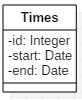 Times
-id: Integer
-start: Date
-end: Date